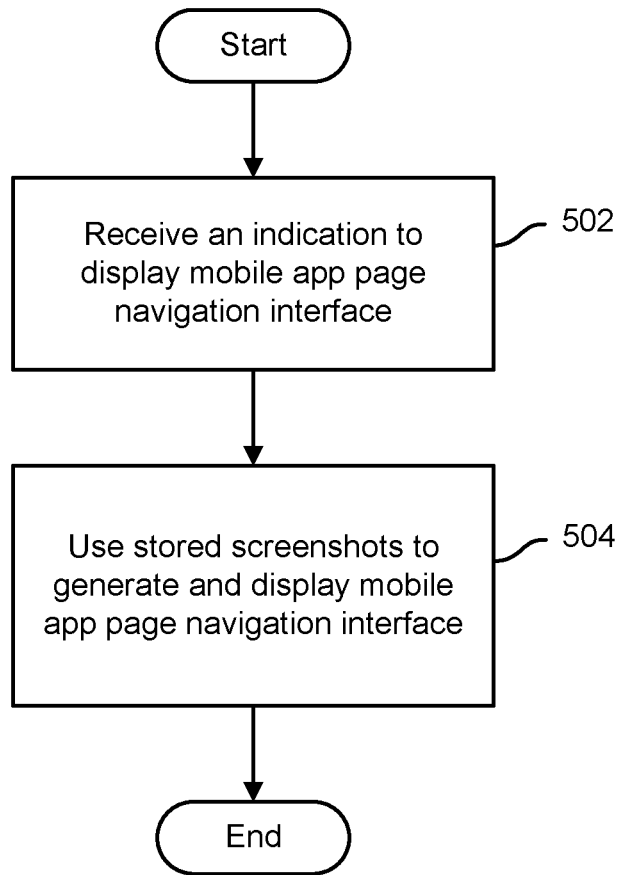 Start
Receive an indication to
display mobile app page
navigation interface
502
Use stored screenshots to
generate and display mobile
app page navigation interface
504
End